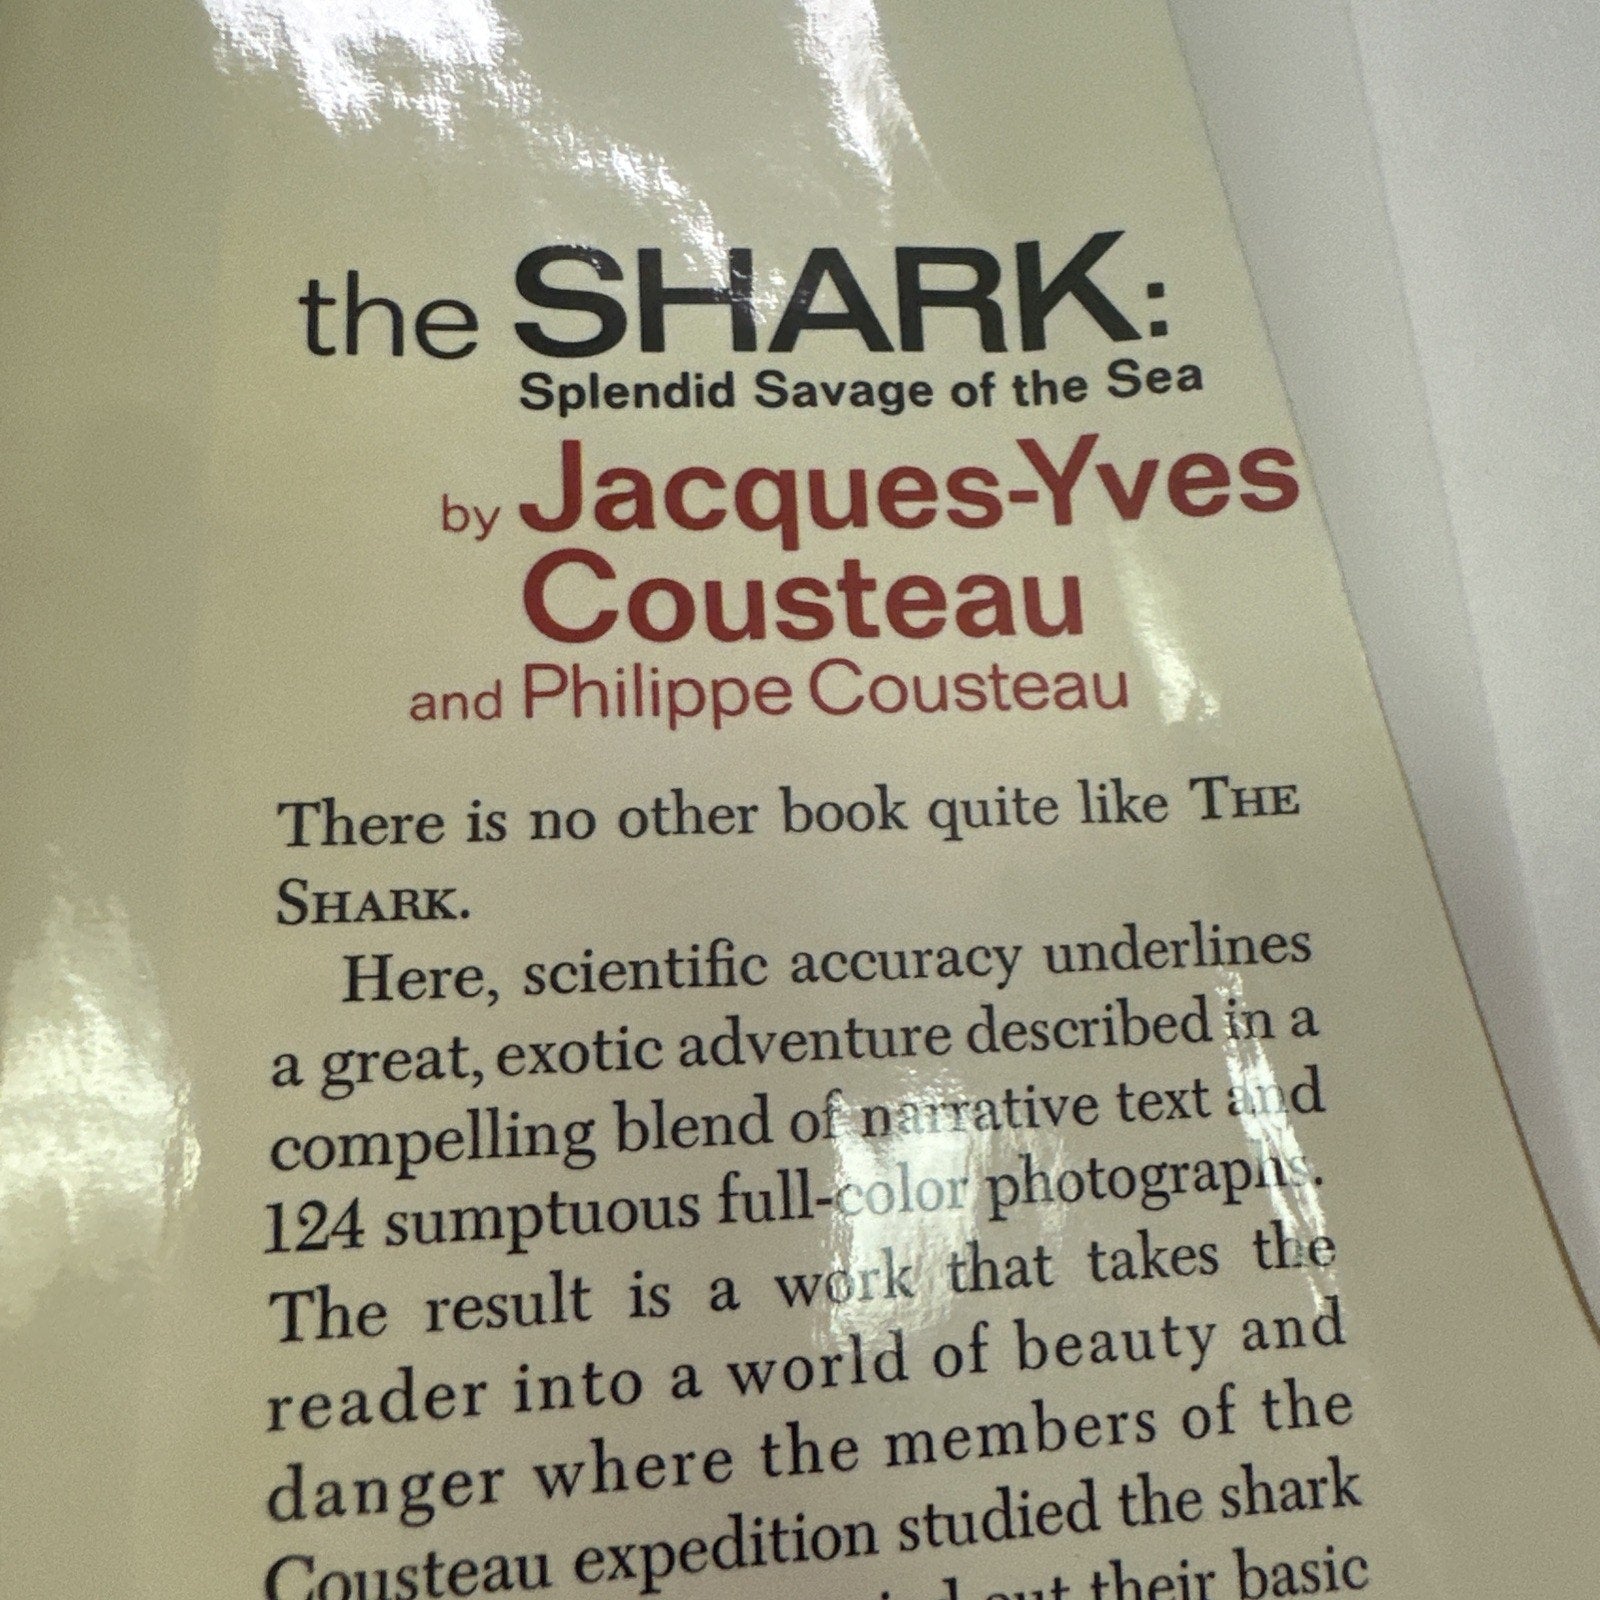 the SHARK:
Splendid Savage of the Sea
by Jacques-Yves
Cousteau
and Philippe Cousteau
There is no other book quite like THE
SHARK.
Here, scientific accuracy underlines
a great, exotic adventure described in a
compelling blend of narrative text and
124 sumptuous full-color photographs.
The result is a work that takes the
reader into a world of beauty and
danger where the members of the
Cousteau expedition studied the shark
out their basic